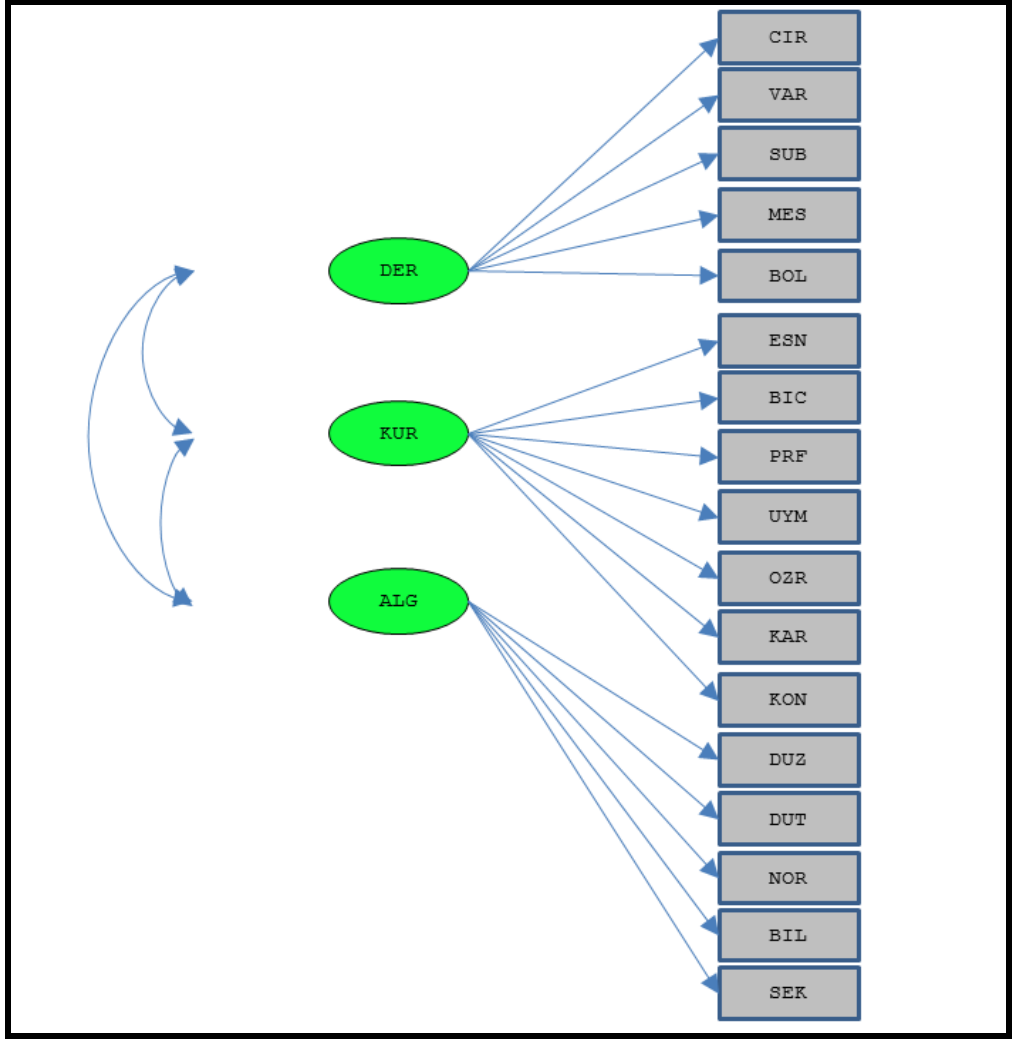 CIR
VAR
SUB
MES
DER
BOL
ESN
BIC
KUR
PRF
UYM
OZR
ALG
KAR
KON
DUZ
DUT
NOR
BIL
SEK